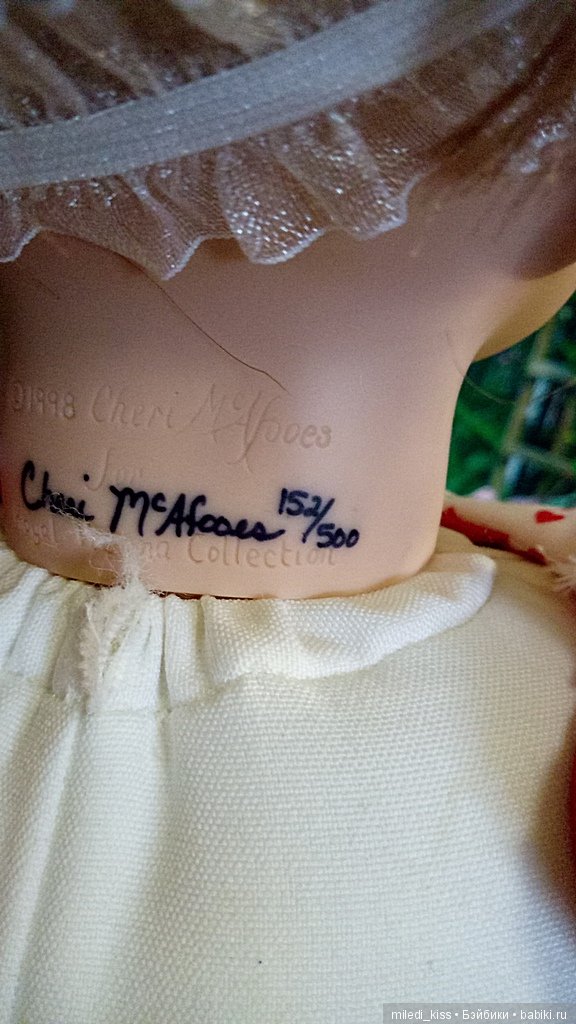 ©1998 Cheri McAfooes
Cheri McAfooes 152/500
Collection
miledi_kiss • Бэйбики • babiki.ru